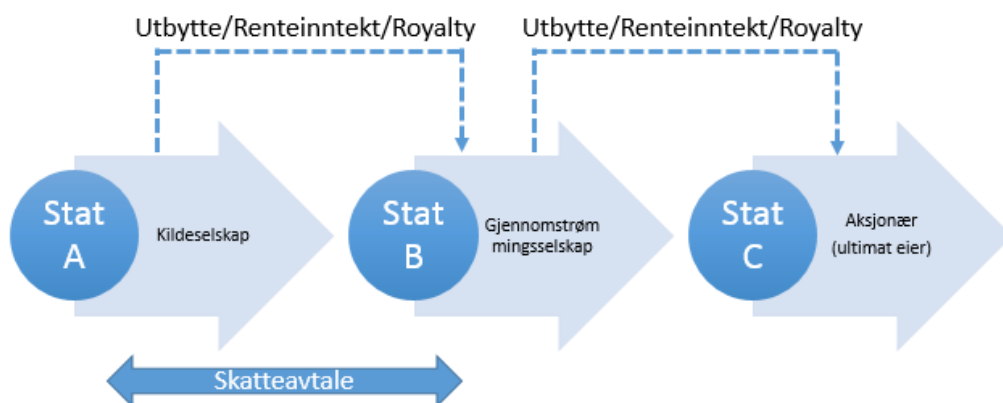 Utbytte/Renteinntekt/Royalty
Utbytte/Renteinntekt/Royalty
Stat
A
Kildeselskap
Stat
B
Gjennomstrøm
mingsselskap
Stat
C
Aksjonær
(ultimat eier)
Skatteavtale